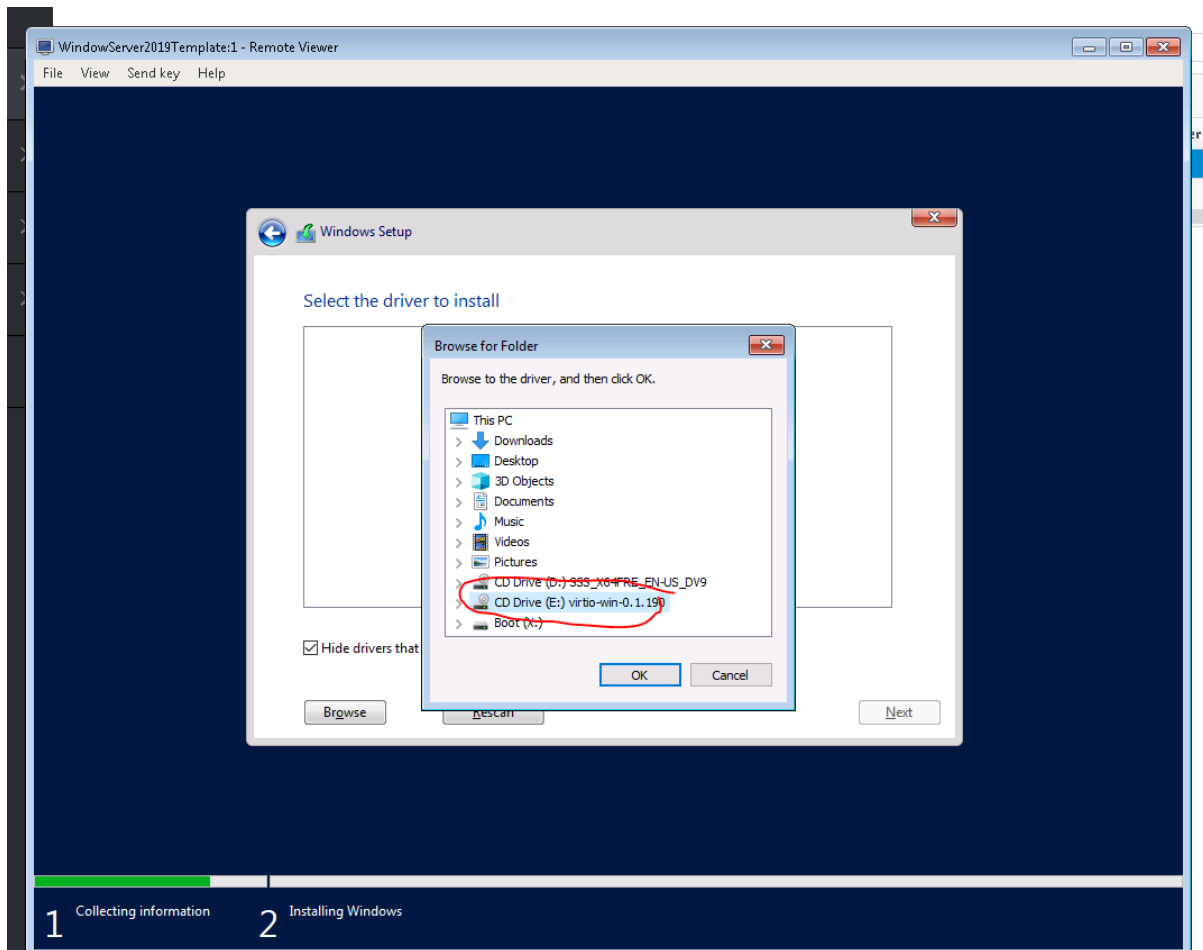 WindowServer2019Template:1 - Remote Viewer
File View Send key Help
er
Windows Setup
Select the driver to install
Browse for Folder
Browse to the driver, and then click OK.
This PC
Downloads
Desktop
3D Objects
Documents
Music
Videos
Pictures
CD Drive (D:) SSS_X64FRE_EN-US_DV9
CD Drive (E:) virtio-win-0.1.190
Boot (X:)
Hide drivers that
OK Cancel
Browse Rescan Next
1 Collecting information 2 Installing Windows